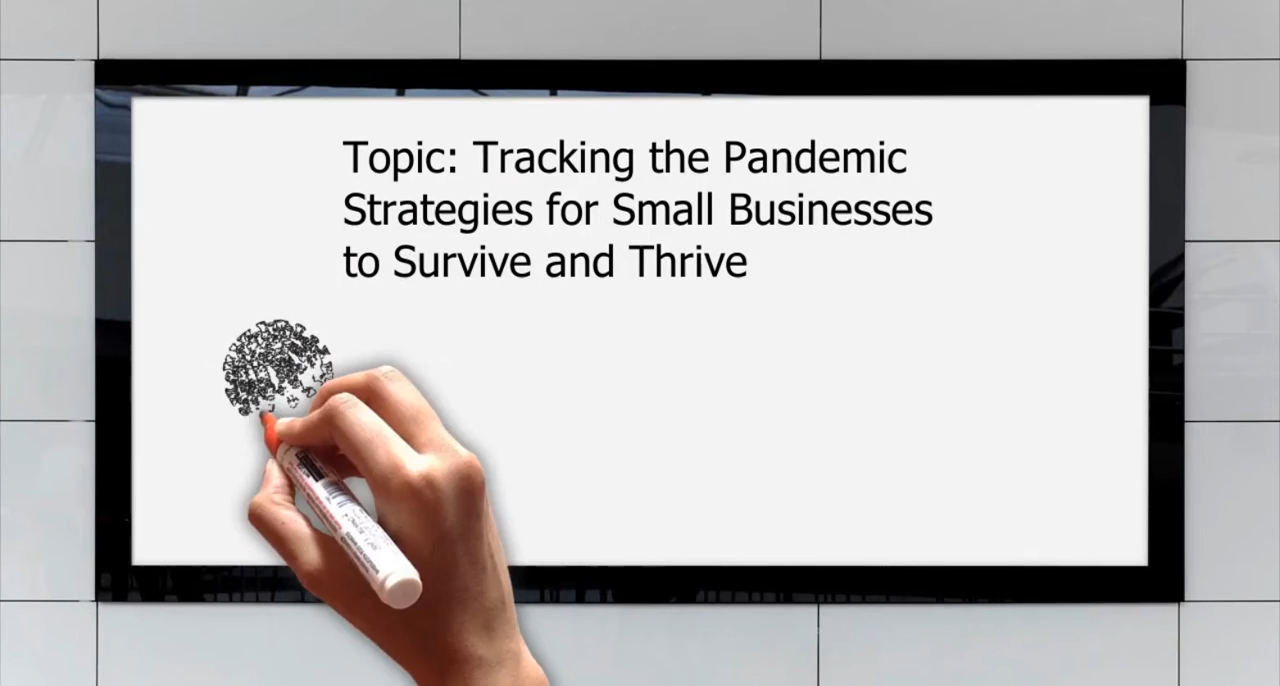 Topic: Tracking the Pandemic
Strategies for Small Businesses
to Survive and Thrive